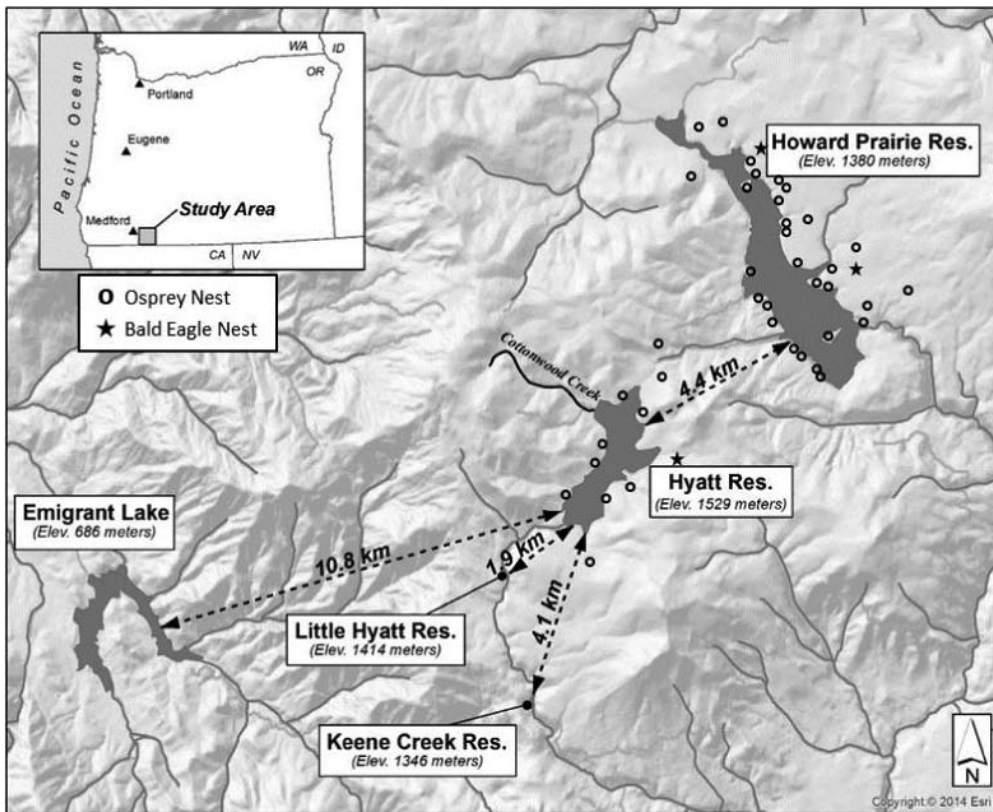 WA
ID
OR
Portland
Eugene
Pacific Ocean
Medford
Study Area
CA
NV
O Osprey Nest
★ Bald Eagle Nest
Howard Prairie Res.
(Elev. 1380 meters)
Cottonwood Creek
4.4 km
Hyatt Res.
(Elev. 1529 meters)
Emigrant Lake
(Elev. 686 meters)
10.8 km
1.9 km
4.1 km
Little Hyatt Res.
(Elev. 1414 meters)
Keene Creek Res.
(Elev. 1346 meters)
N
Copyright:© 2014 Esri